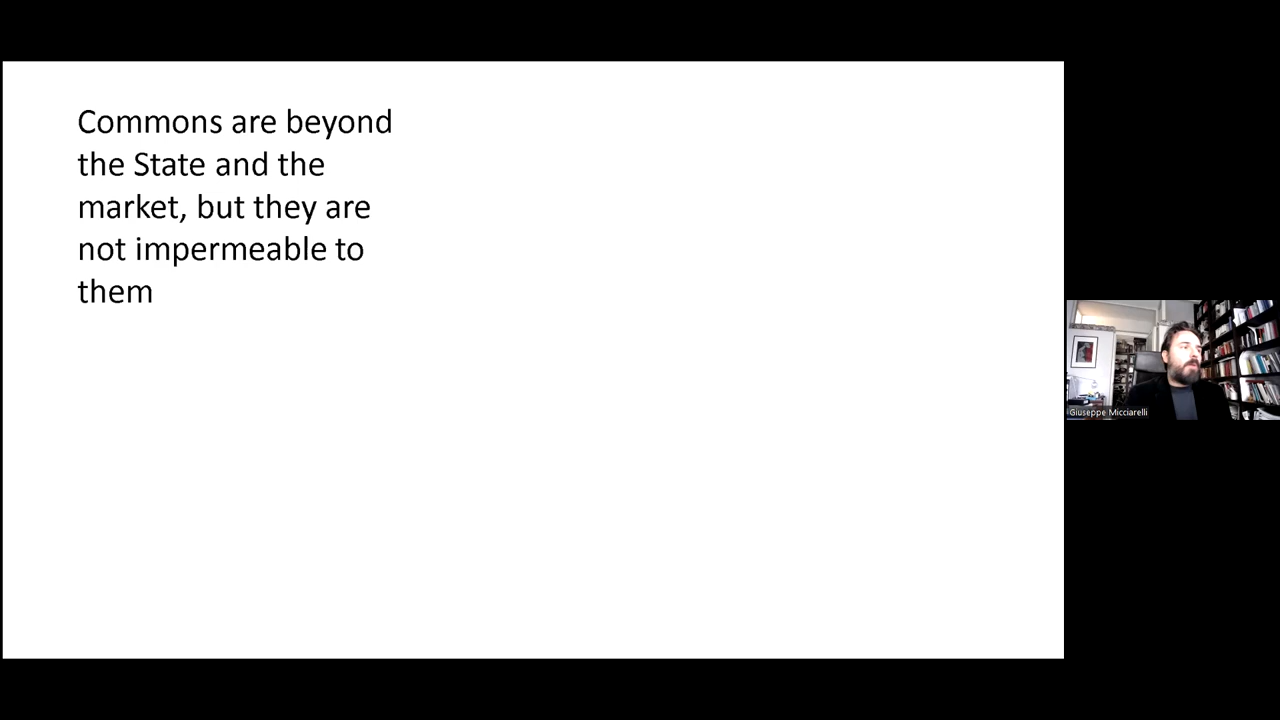 Commons are beyond
the State and the
market, but they are
not impermeable to
them
Giuseppe Micciarelli